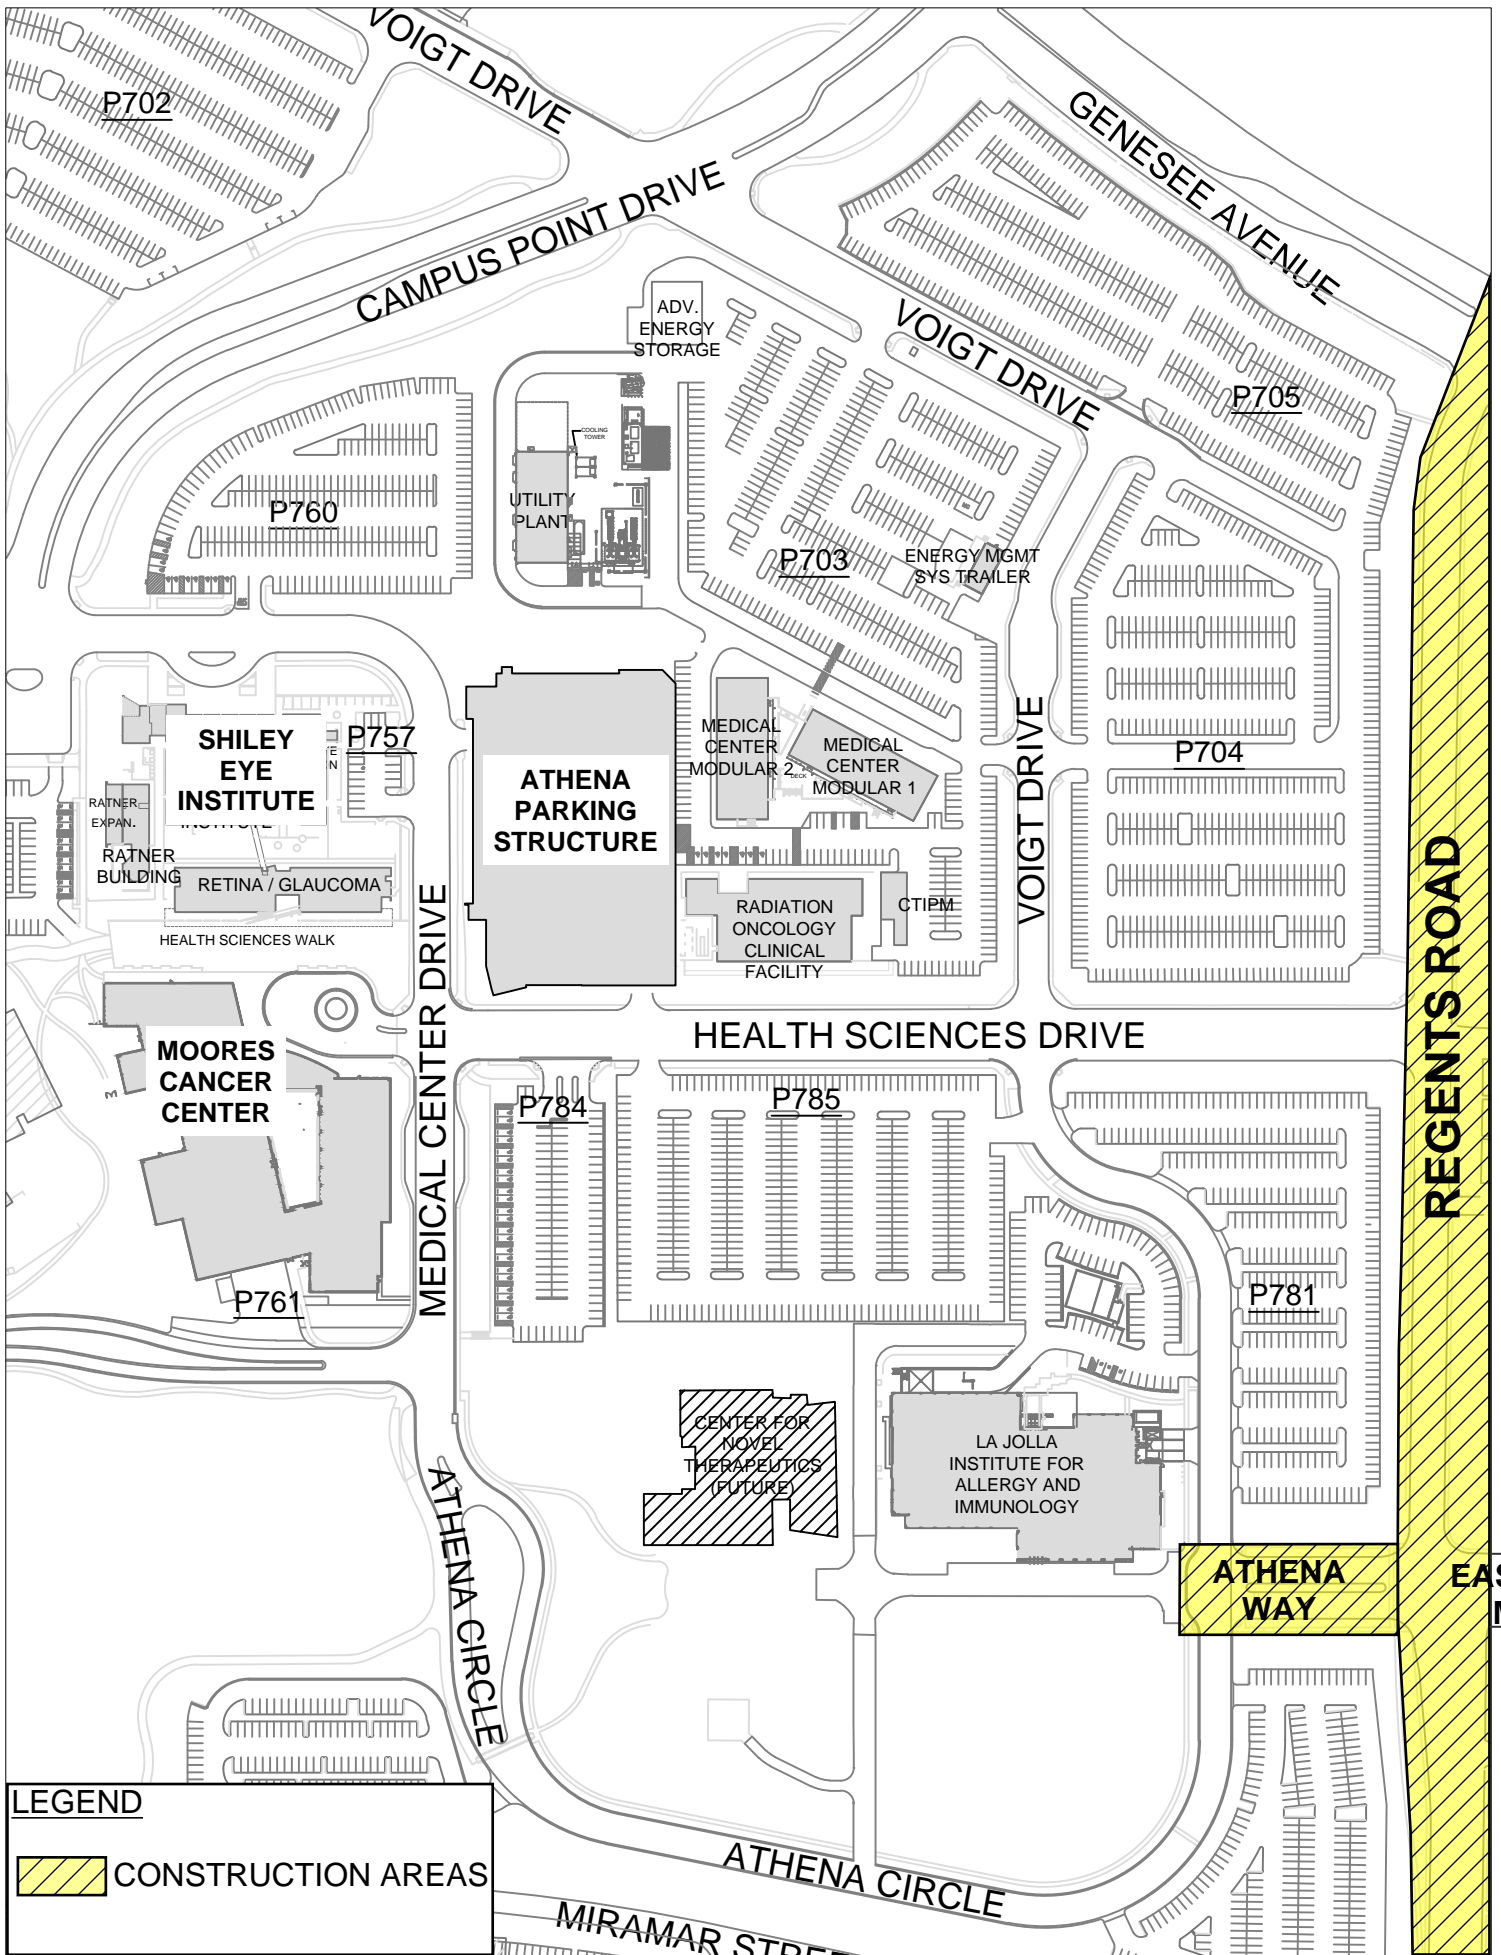 VOIGT DRIVE
P702
GENESEE AVENUE
CAMPUS POINT DRIVE
ADV.
ENERGY
STORAGE
VOIGT DRIVE
P705
COOLING
TOWER
UTILITY
PLANT
P760
P703
ENERGY MGMT
SYS TRAILER
SHILEY
EYE
INSTITUTE
P757
ATHENA
PARKING
STRUCTURE
MEDICAL
CENTER
MODULAR 2
DECK
MEDICAL
CENTER
MODULAR 1
VOIGT DRIVE
P704
RATNER
EXPAN.
RATNER
BUILDING
RETINA / GLAUCOMA
HEALTH SCIENCES WALK
RADIATION
ONCOLOGY
CLINICAL
FACILITY
CTIPM
REGENTS ROAD
MEDICAL CENTER DRIVE
HEALTH SCIENCES DRIVE
MOORES
CANCER
CENTER
P784
P785
P761
P781
CENTER FOR
NOVEL
THERAPEUTICS
(FUTURE)
LA JOLLA
INSTITUTE FOR
ALLERGY AND
IMMUNOLOGY
ATHENA CIRCLE
ATHENA
WAY
LEGEND
CONSTRUCTION AREAS
ATHENA CIRCLE
MIRAMAR